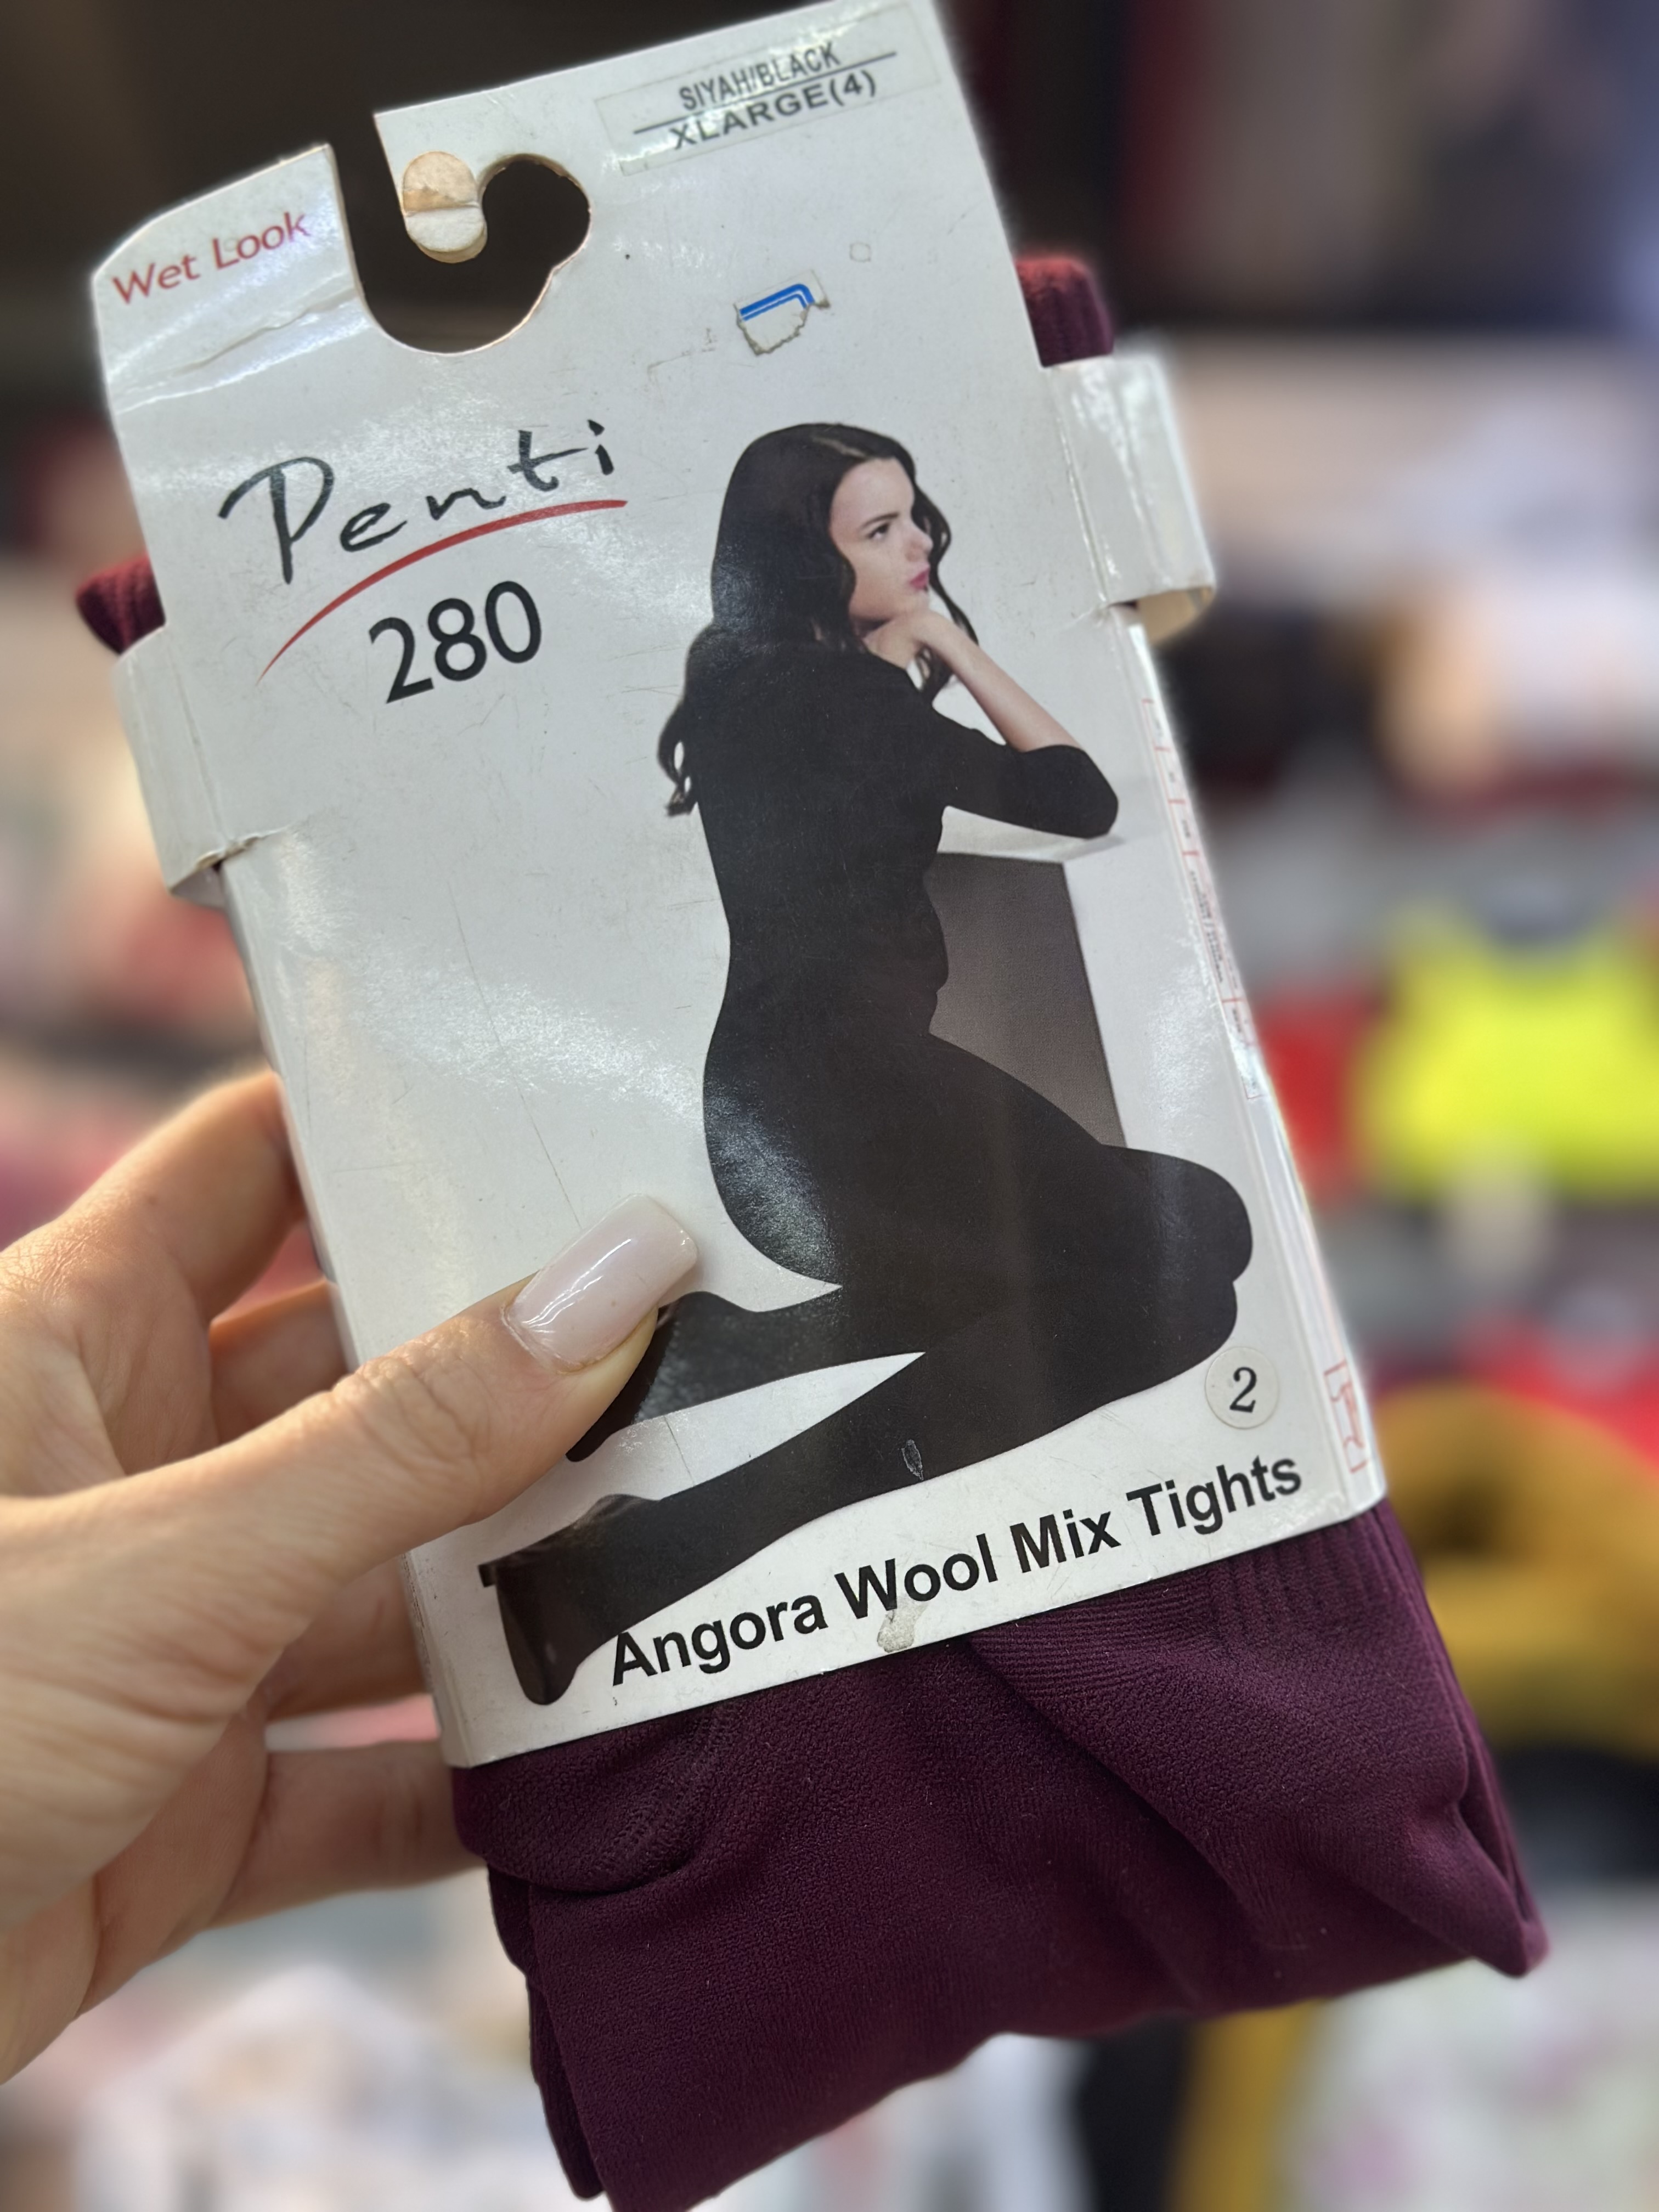 SIYAH/BLACK
XLARGE(4)
Wet Look
Penti
280
2
Angora Wool Mix Tights